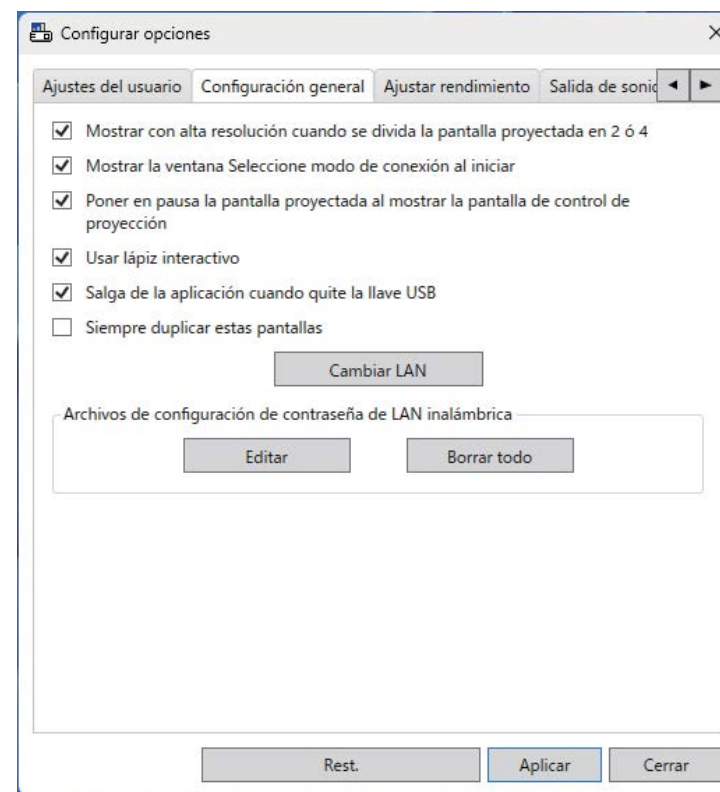 Configurar opciones
Ajustes del usuario Configuración general Ajustar rendimiento Salida de sonic
Mostrar con alta resolución cuando se divida la pantalla proyectada en 2 ó 4
Mostrar la ventana Seleccione modo de conexión al iniciar
Poner en pausa la pantalla proyectada al mostrar la pantalla de control de
proyección
Usar lápiz interactivo
Salga de la aplicación cuando quite la llave USB
Siempre duplicar estas pantallas
Cambiar LAN
Archivos de configuración de contraseña de LAN inalámbrica
Editar Borrar todo
Rest. Aplicar Cerrar